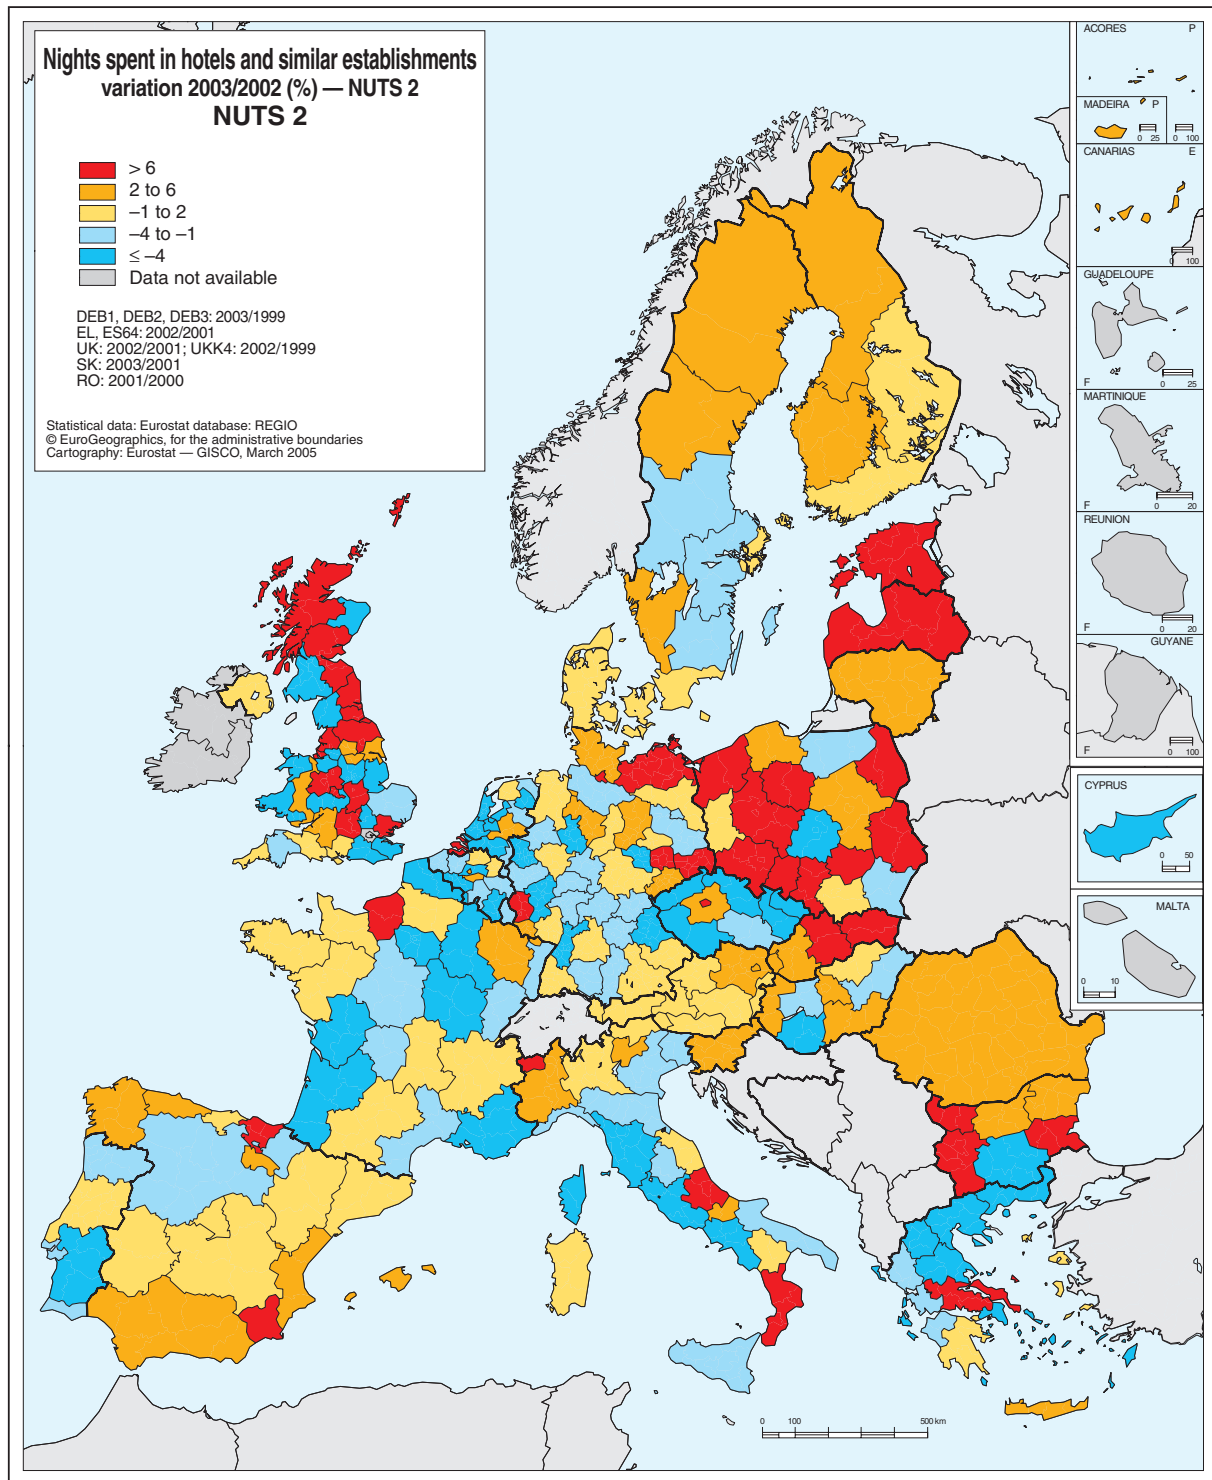 Nights spent in hotels and similar establishments
variation 2003/2002 (%) — NUTS 2
NUTS 2
> 6
2 to 6
–1 to 2
–4 to –1
≤ –4
Data not available
DEB1, DEB2, DEB3: 2003/1999
EL, ES64: 2002/2001
UK: 2002/2001; UKK4: 2002/1999
SK: 2003/2001
RO: 2001/2000
Statistical data: Eurostat database: REGIO
© EuroGeographics, for the administrative boundaries
Cartography: Eurostat — GISCO, March 2005
ACORES P
MADEIRA P
0 25
0 100
CANARIAS E
0 100
GUADELOUPE
F
0 25
MARTINIQUE
F
0 20
REUNION
F
0 20
GUYANE
F
0 100
CYPRUS
0 50
MALTA
0 10
0 100 500 km